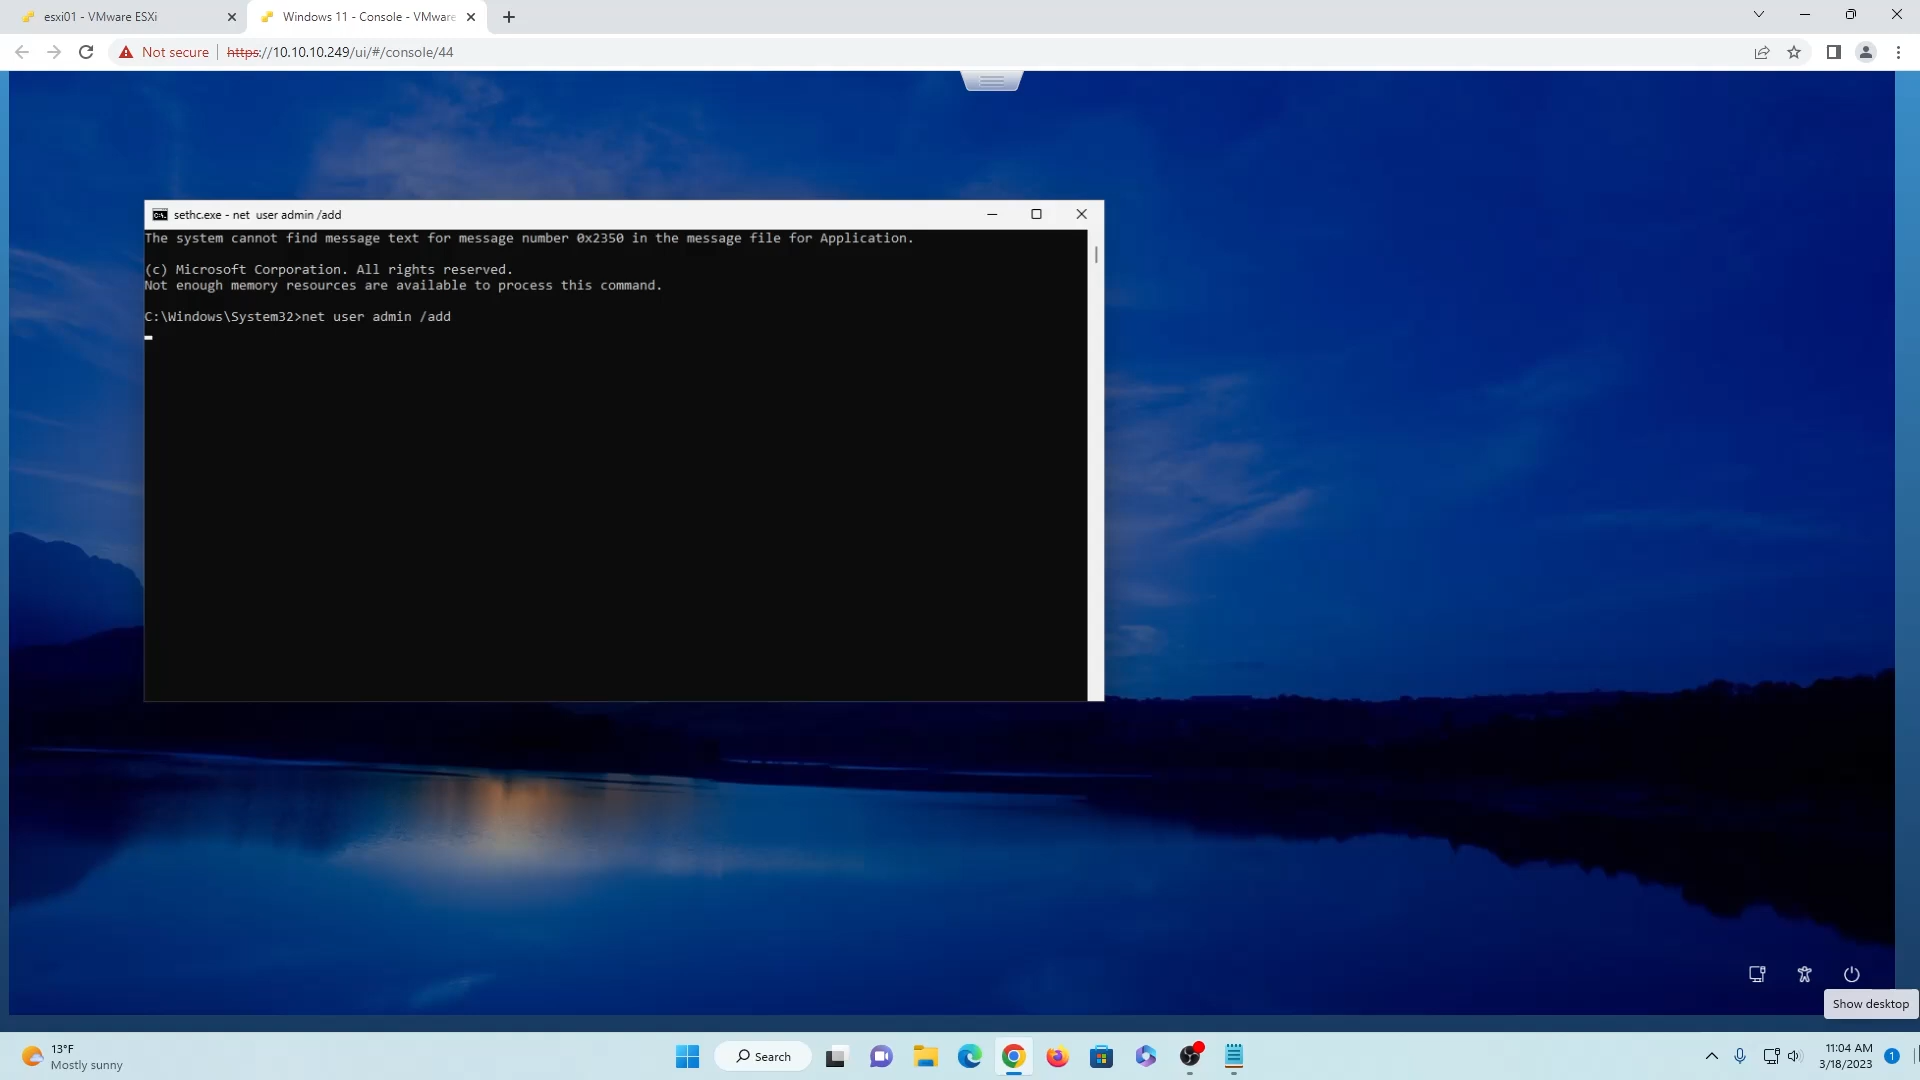 esxi01 - VMware ESXi
Windows 11 - Console - VMware
Not secure
https://10.10.10.249/ui/#/console/44
sethc.exe - net  user admin /add
The system cannot find message text for message number 0x2350 in the message file for Application.
(c) Microsoft Corporation. All rights reserved.
Not enough memory resources are available to process this command.
C:\Windows\System32>net user admin /add
Show desktop
13°F
Mostly sunny
Search
11:04 AM
3/18/2023
1